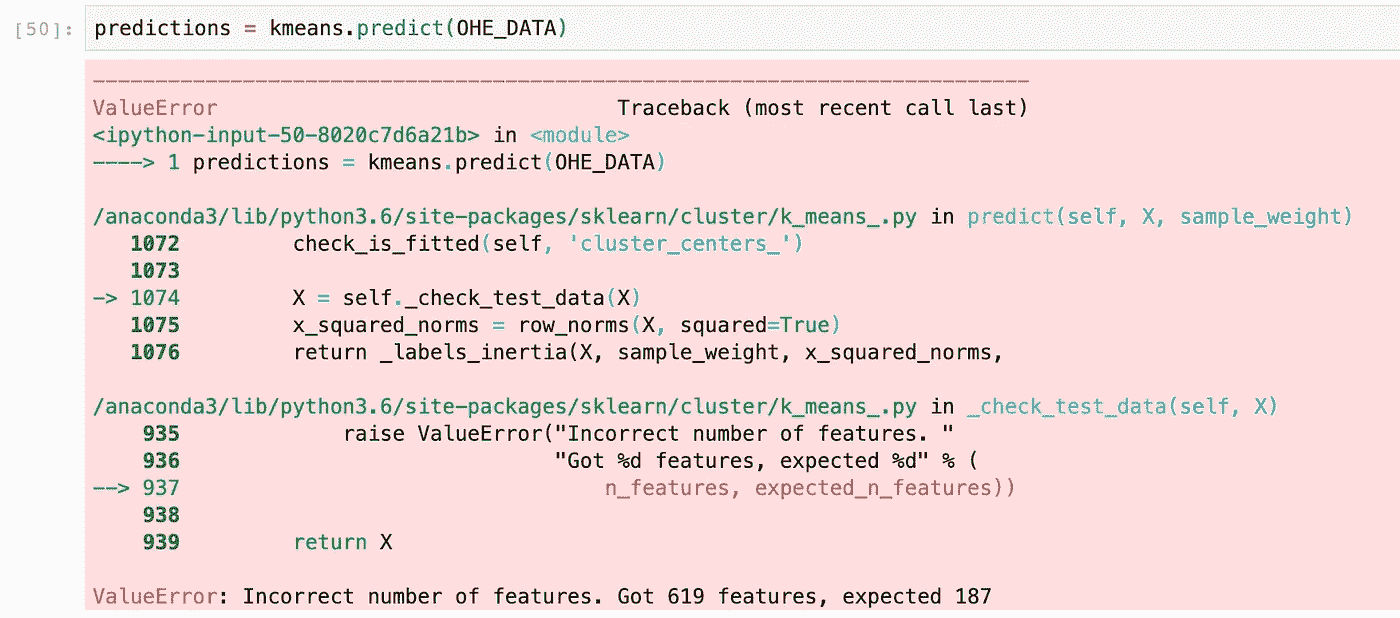 [50]: predictions = kmeans.predict(OHE_DATA)
---------------------------------------------------------------------------
ValueError                                Traceback (most recent call last)
<ipython-input-50-8020c7d6a21b> in <module>
----> 1 predictions = kmeans.predict(OHE_DATA)
/anaconda3/lib/python3.6/site-packages/sklearn/cluster/k_means_.py in predict(self, X, sample_weight)
   1072         check_is_fitted(self, 'cluster_centers_')
   1073
-> 1074         X = self._check_test_data(X)
   1075         x_squared_norms = row_norms(X, squared=True)
   1076         return _labels_inertia(X, sample_weight, x_squared_norms,
/anaconda3/lib/python3.6/site-packages/sklearn/cluster/k_means_.py in _check_test_data(self, X)
    935             raise ValueError("Incorrect number of features. "
    936                              "Got %d features, expected %d" % (
--> 937                                  n_features, expected_n_features))
    938
    939         return X
ValueError: Incorrect number of features. Got 619 features, expected 187